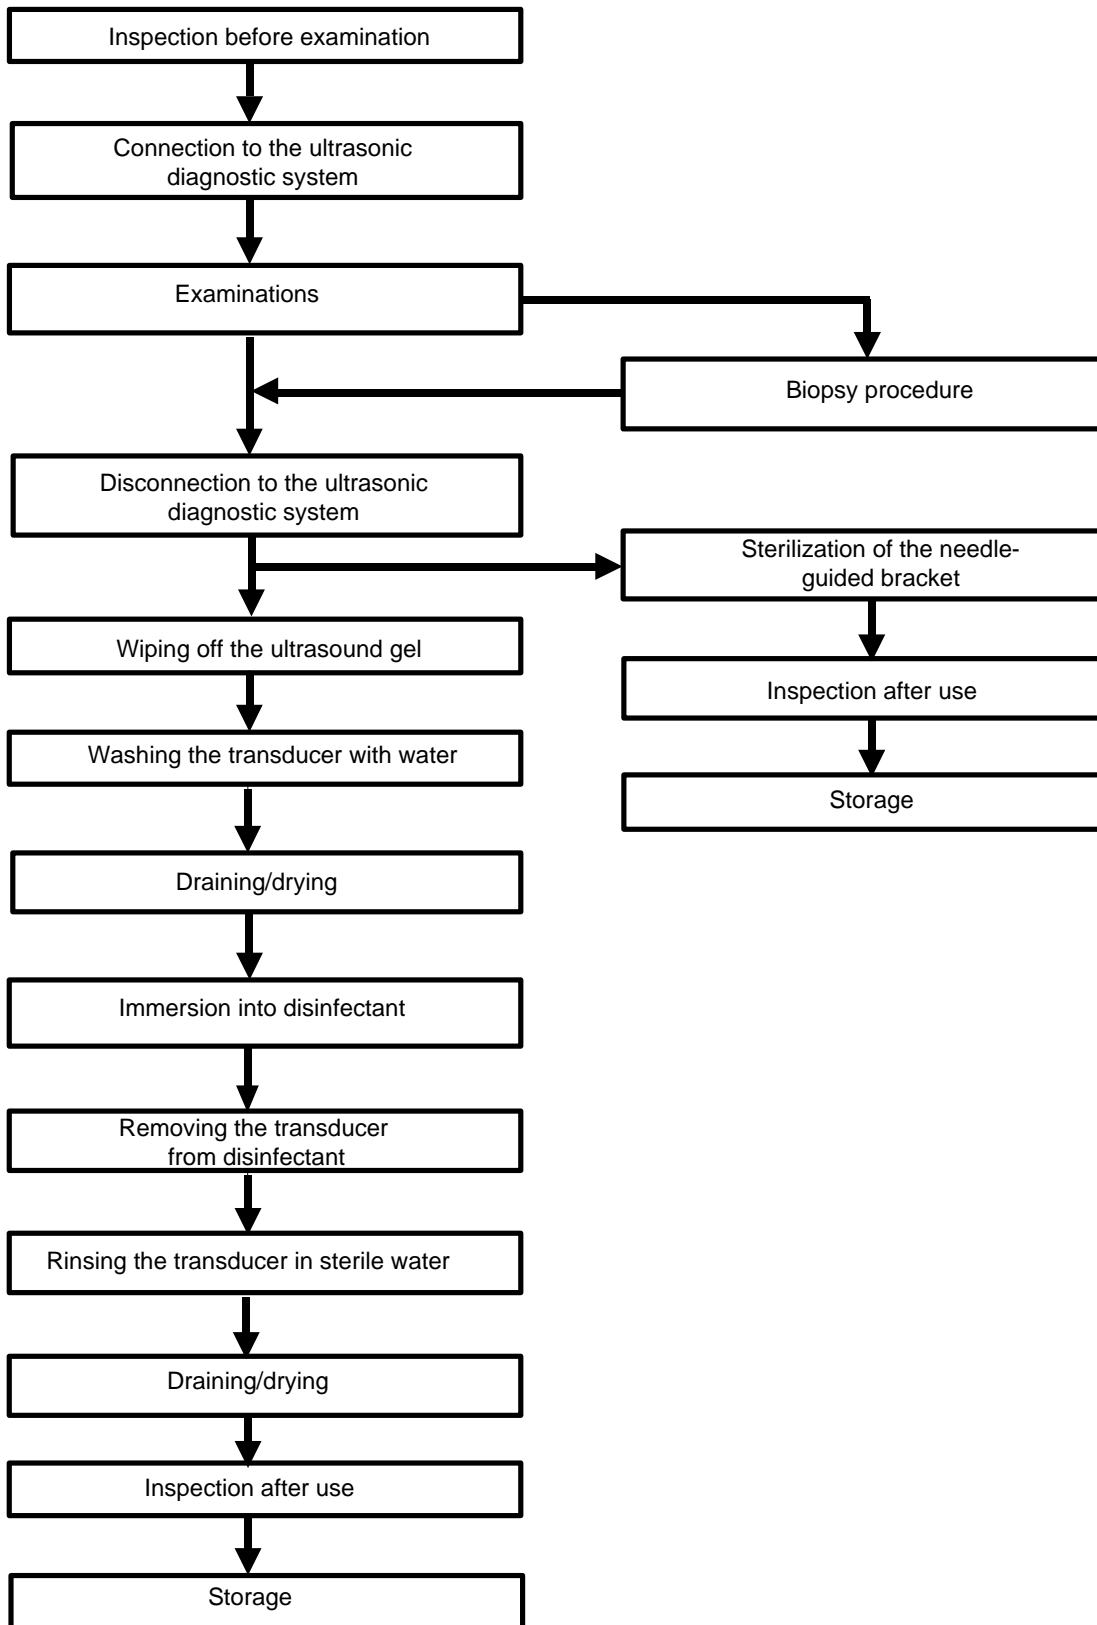 Inspection before examination
Connection to the ultrasonic
diagnostic system
Examinations
Biopsy procedure
Disconnection to the ultrasonic
diagnostic system
Sterilization of the needle-
guided bracket
Wiping off the ultrasound gel
Inspection after use
Washing the transducer with water
Storage
Draining/drying
Immersion into disinfectant
Removing the transducer
from disinfectant
Rinsing the transducer in sterile water
Draining/drying
Inspection after use
Storage